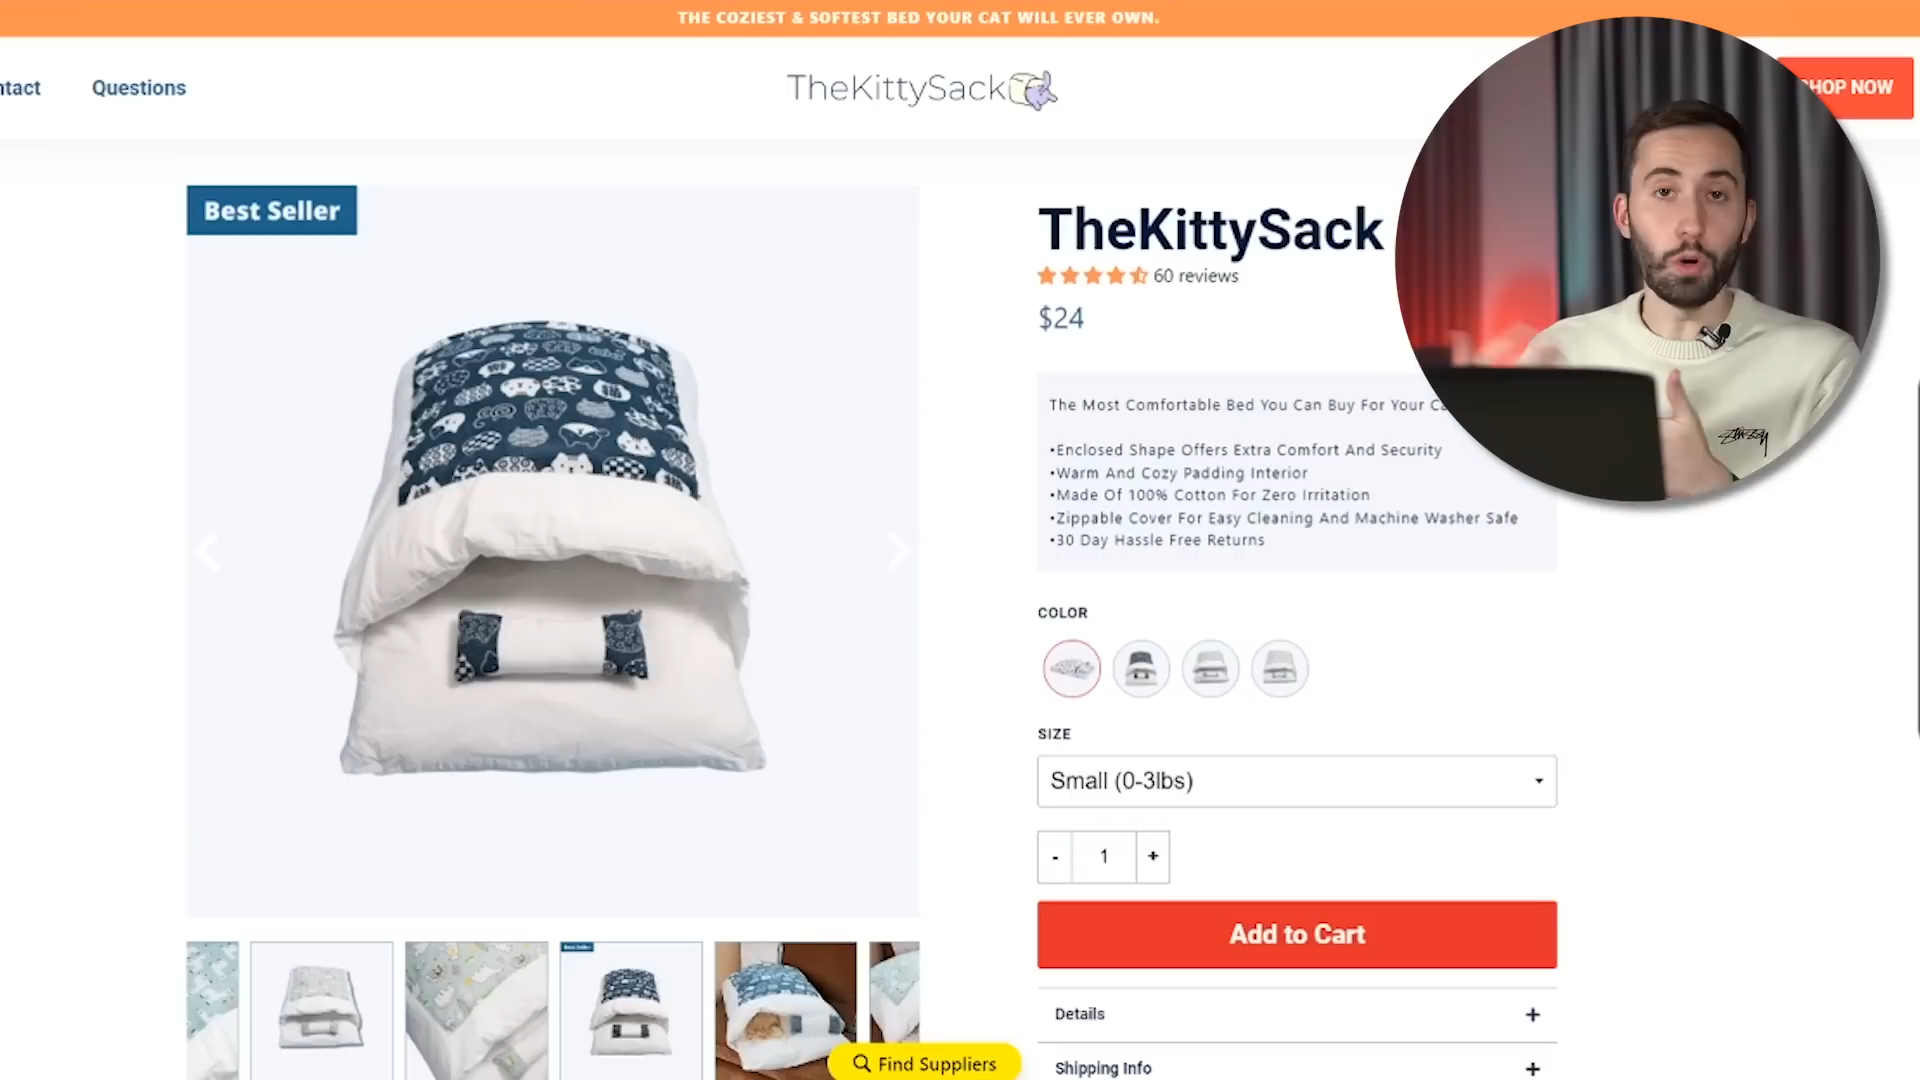 THE COZIEST & SOFTEST BED YOUR CAT WILL EVER OWN.
ntact
Questions
TheKittySack
HOP NOW
Best Seller
TheKittySack
60 reviews
$24
The Most Comfortable Bed You Can Buy For Your Ca
•Enclosed Shape Offers Extra Comfort And Security
•Warm And Cozy Padding Interior
•Made Of 100% Cotton For Zero Irritation
•Zippable Cover For Easy Cleaning And Machine Washer Safe
•30 Day Hassle Free Returns
STÜSSY
COLOR
SIZE
Small (0-3lbs)
- 1 +
Add to Cart
Best Seller
Details +
Shipping Info +
Find Suppliers